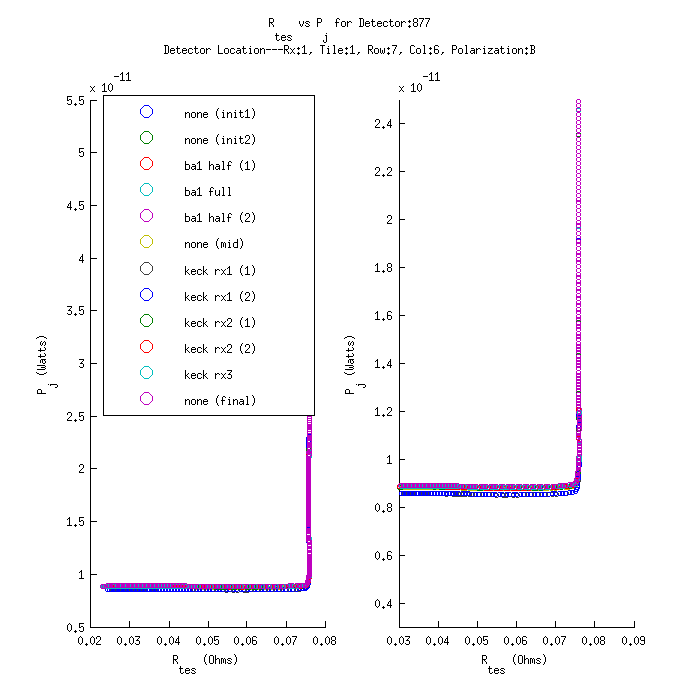 R_tes vs P_j for Detector:877
Detector Location---Rx:1, Tile:1, Row:7, Col:6, Polarization:B
x 10^-11
5.5
5
4.5
4
3.5
3
2.5
2
1.5
1
0.5
0.02 0.03 0.04 0.05 0.06 0.07 0.08
P_j (Watts)
R_tes (Ohms)
none (init1)
none (init2)
ba1 half (1)
ba1 full
ba1 half (2)
none (mid)
keck rx1 (1)
keck rx1 (2)
keck rx2 (1)
keck rx2 (2)
keck rx3
none (final)
x 10^-11
2.4
2.2
2
1.8
1.6
1.4
1.2
1
0.8
0.6
0.4
0.03 0.04 0.05 0.06 0.07 0.08 0.09
P_j (Watts)
R_tes (Ohms)